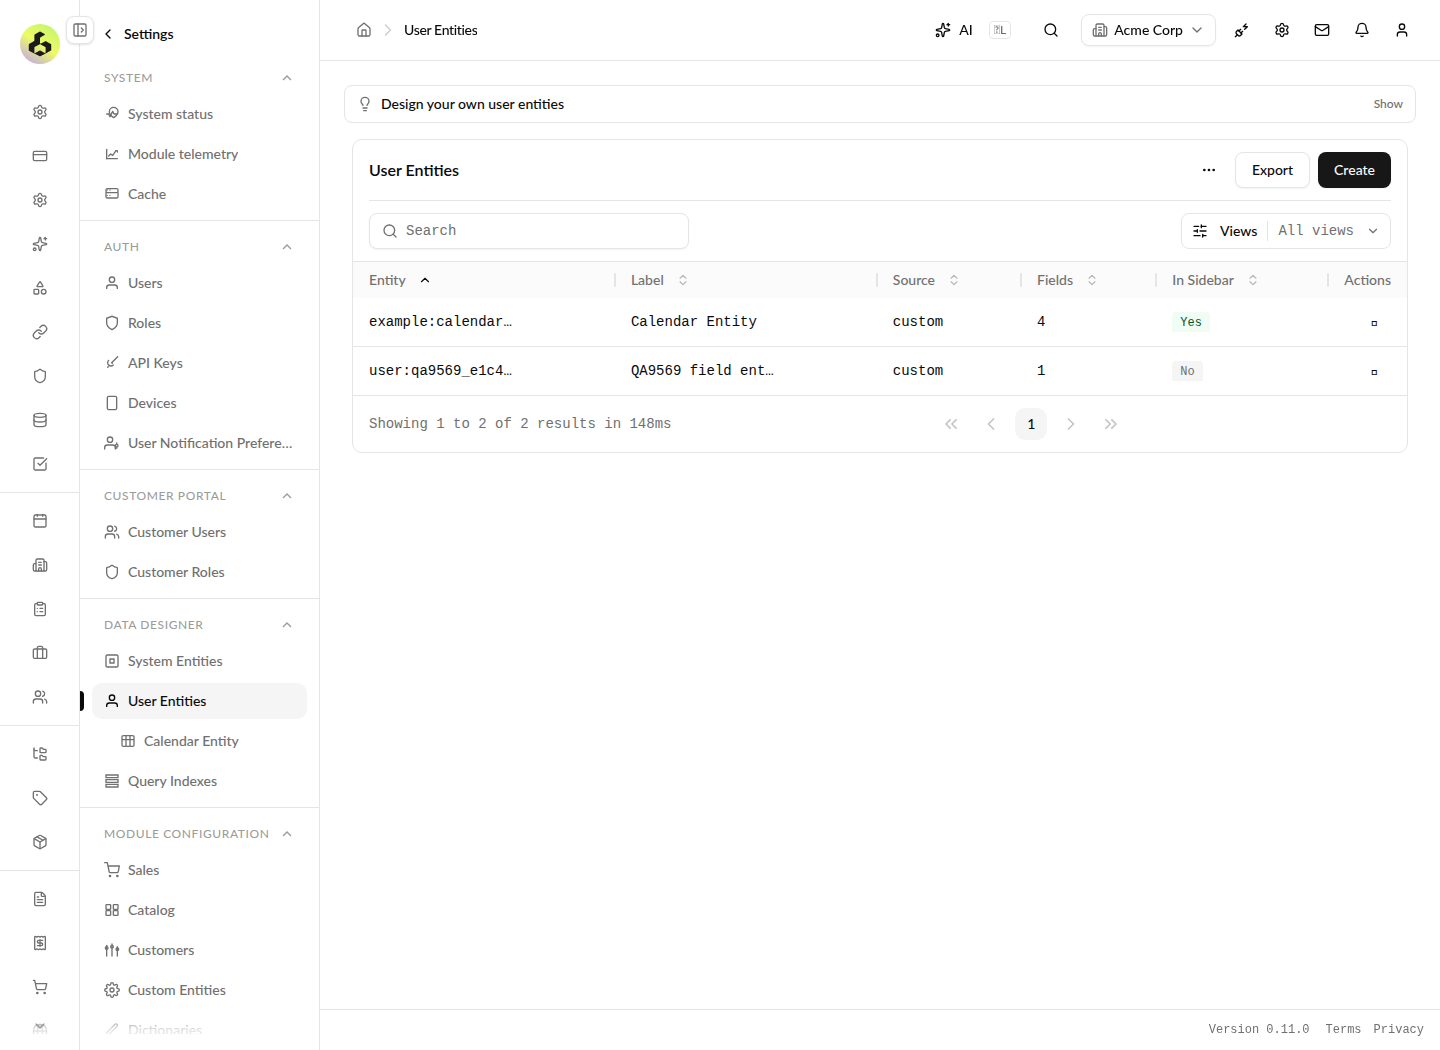 Settings
User Entities
AI
L
Acme Corp
SYSTEM
System status
Module telemetry
Cache
AUTH
Users
Roles
API Keys
Devices
User Notification Prefere…
CUSTOMER PORTAL
Customer Users
Customer Roles
DATA DESIGNER
System Entities
User Entities
Calendar Entity
Query Indexes
MODULE CONFIGURATION
Sales
Catalog
Customers
Custom Entities
Dictionaries
Design your own user entities
Show
User Entities
Export
Create
Search
Views
All views
Entity Label Source Fields In Sidebar Actions
example:calendar… Calendar Entity custom 4 Yes
user:qa9569_e1c4… QA9569 field ent… custom 1 No
Showing 1 to 2 of 2 results in 148ms
1
Version 0.11.0 Terms Privacy